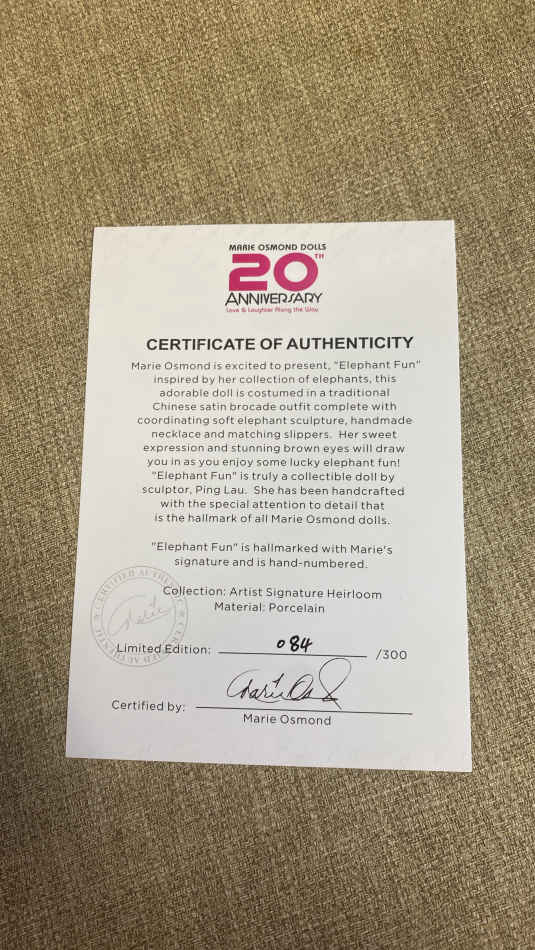 MARIE OSMOND DOLLS
20TH
ANNIVERSARY
Love & Laughter Along the Way
CERTIFICATE OF AUTHENTICITY
Marie Osmond is excited to present, "Elephant Fun"
inspired by her collection of elephants, this
adorable doll is costumed in a traditional
Chinese satin brocade outfit complete with
coordinating soft elephant sculpture, handmade
necklace and matching slippers. Her sweet
expression and stunning brown eyes will draw
you in as you enjoy some lucky elephant fun!
"Elephant Fun" is truly a collectible doll by
sculptor, Ping Lau. She has been handcrafted
with the special attention to detail that
is the hallmark of all Marie Osmond dolls.
"Elephant Fun" is hallmarked with Marie's
signature and is hand-numbered.
Collection: Artist Signature Heirloom
Material: Porcelain
CERTIFIED AUTHENTIC
Marie
Limited Edition: 084 /300
Certified by: Marie Os
Marie Osmond